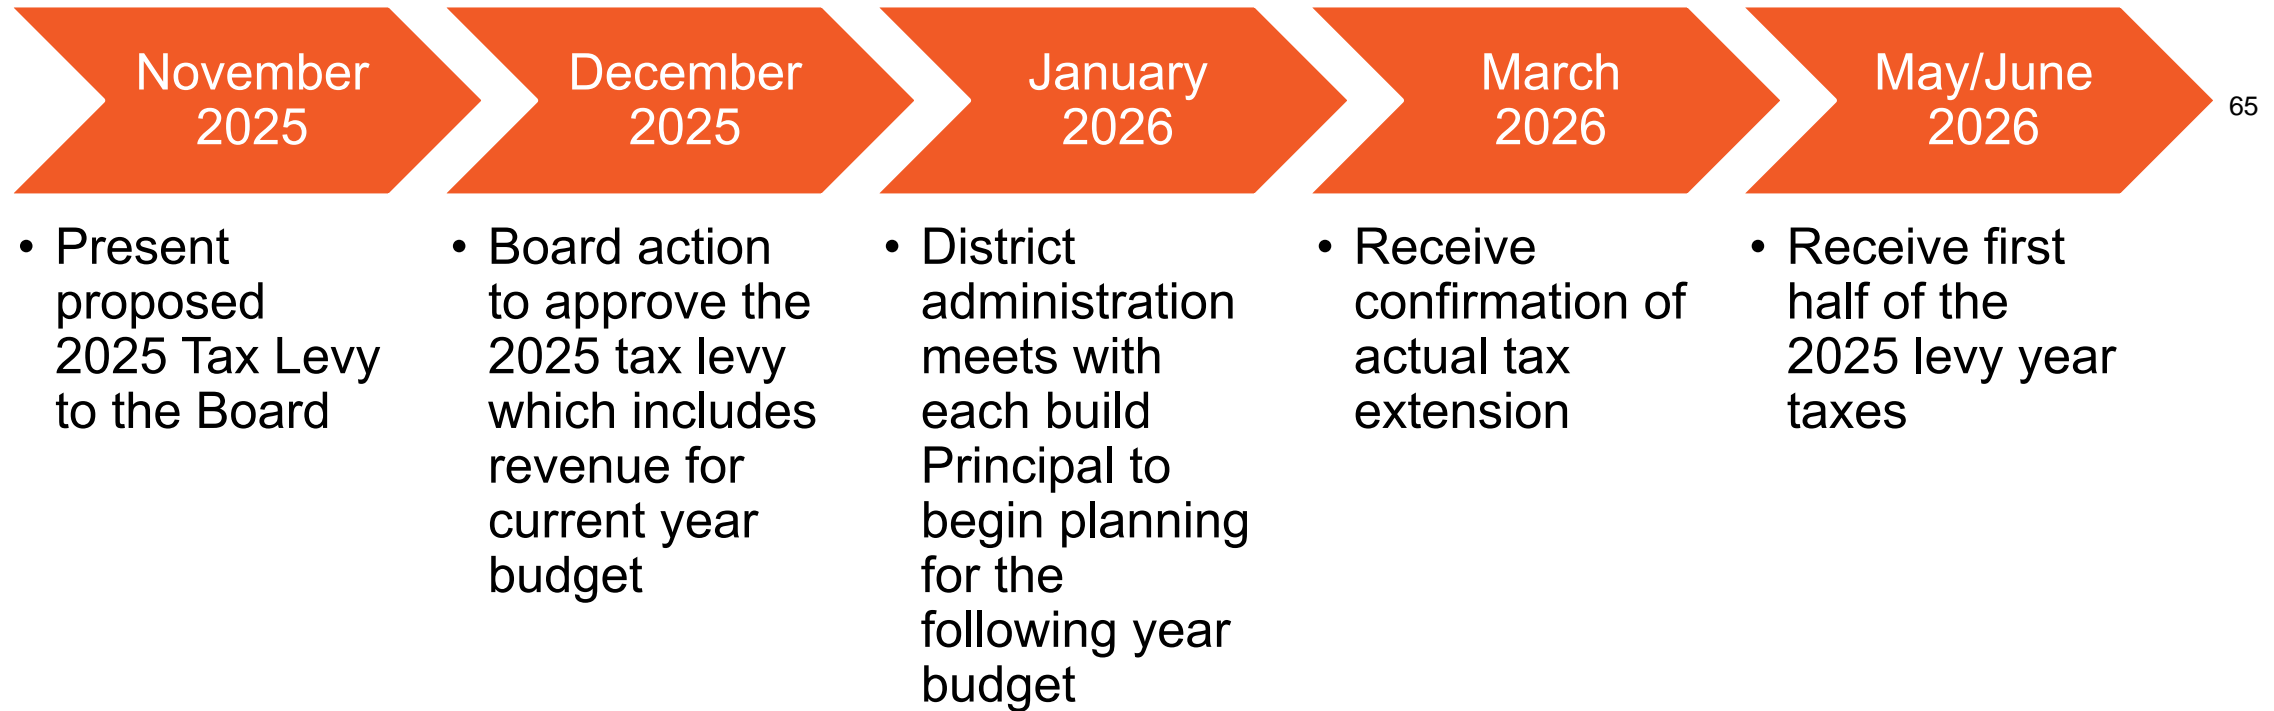 November
2025
December
2025
January
2026
March
2026
May/June
2026
65
• Present
proposed
2025 Tax Levy
to the Board
• Board action
to approve the
2025 tax levy
which includes
revenue for
current year
budget
• District
administration
meets with
each build
Principal to
begin planning
for the
following year
budget
• Receive
confirmation of
actual tax
extension
• Receive first
half of the
2025 levy year
taxes